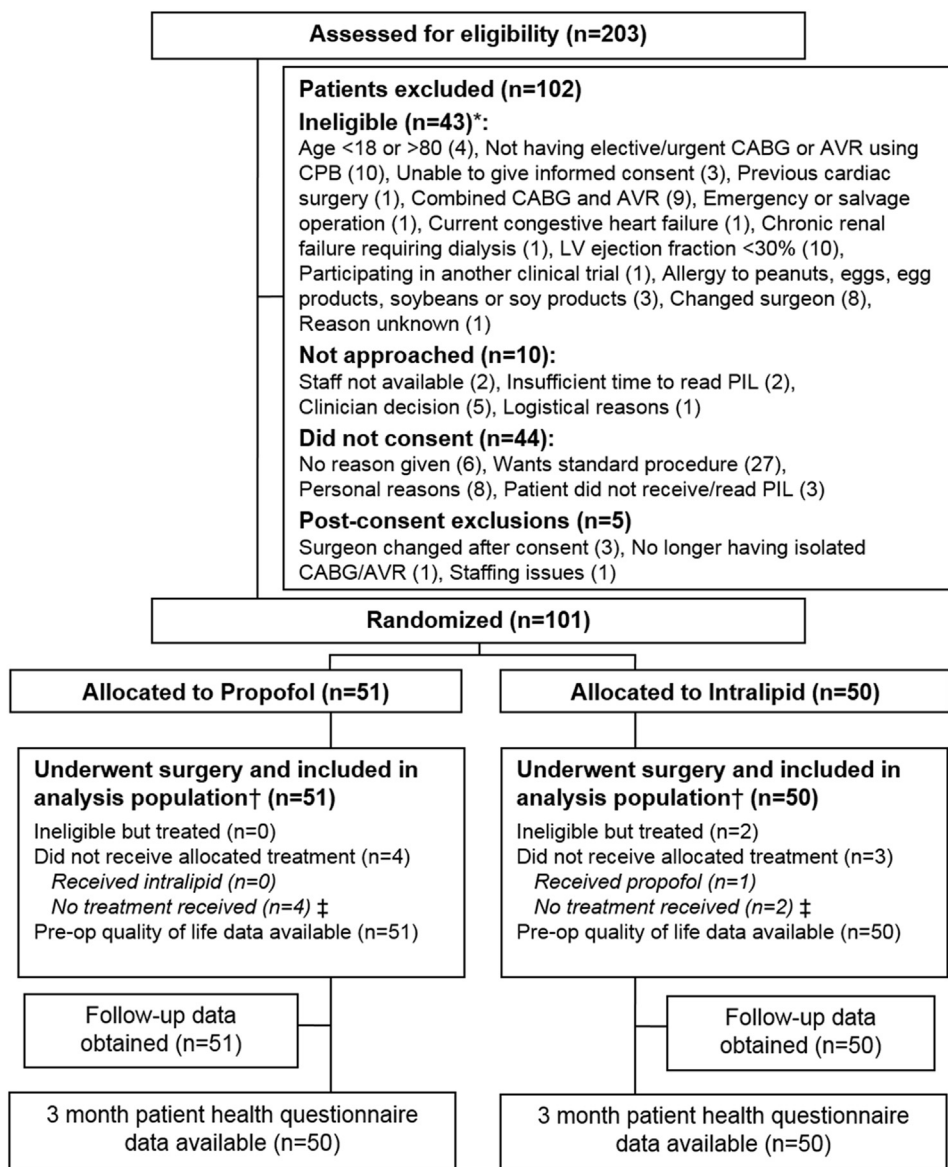 Assessed for eligibility (n=203)
Patients excluded (n=102)
Ineligible (n=43)*:
Age <18 or >80 (4), Not having elective/urgent CABG or AVR using
CPB (10), Unable to give informed consent (3), Previous cardiac
surgery (1), Combined CABG and AVR (9), Emergency or salvage
operation (1), Current congestive heart failure (1), Chronic renal
failure requiring dialysis (1), LV ejection fraction <30% (10),
Participating in another clinical trial (1), Allergy to peanuts, eggs, egg
products, soybeans or soy products (3), Changed surgeon (8),
Reason unknown (1)
Not approached (n=10):
Staff not available (2), Insufficient time to read PIL (2),
Clinician decision (5), Logistical reasons (1)
Did not consent (n=44):
No reason given (6), Wants standard procedure (27),
Personal reasons (8), Patient did not receive/read PIL (3)
Post-consent exclusions (n=5)
Surgeon changed after consent (3), No longer having isolated
CABG/AVR (1), Staffing issues (1)
Randomized (n=101)
Allocated to Propofol (n=51)
Underwent surgery and included in
analysis population† (n=51)
Ineligible but treated (n=0)
Did not receive allocated treatment (n=4)
Received intralipid (n=0)
No treatment received (n=4) ‡
Pre-op quality of life data available (n=51)
Follow-up data
obtained (n=51)
3 month patient health questionnaire
data available (n=50)
Allocated to Intralipid (n=50)
Underwent surgery and included in
analysis population† (n=50)
Ineligible but treated (n=2)
Did not receive allocated treatment (n=3)
Received propofol (n=1)
No treatment received (n=2) ‡
Pre-op quality of life data available (n=50)
Follow-up data
obtained (n=50)
3 month patient health questionnaire
data available (n=50)